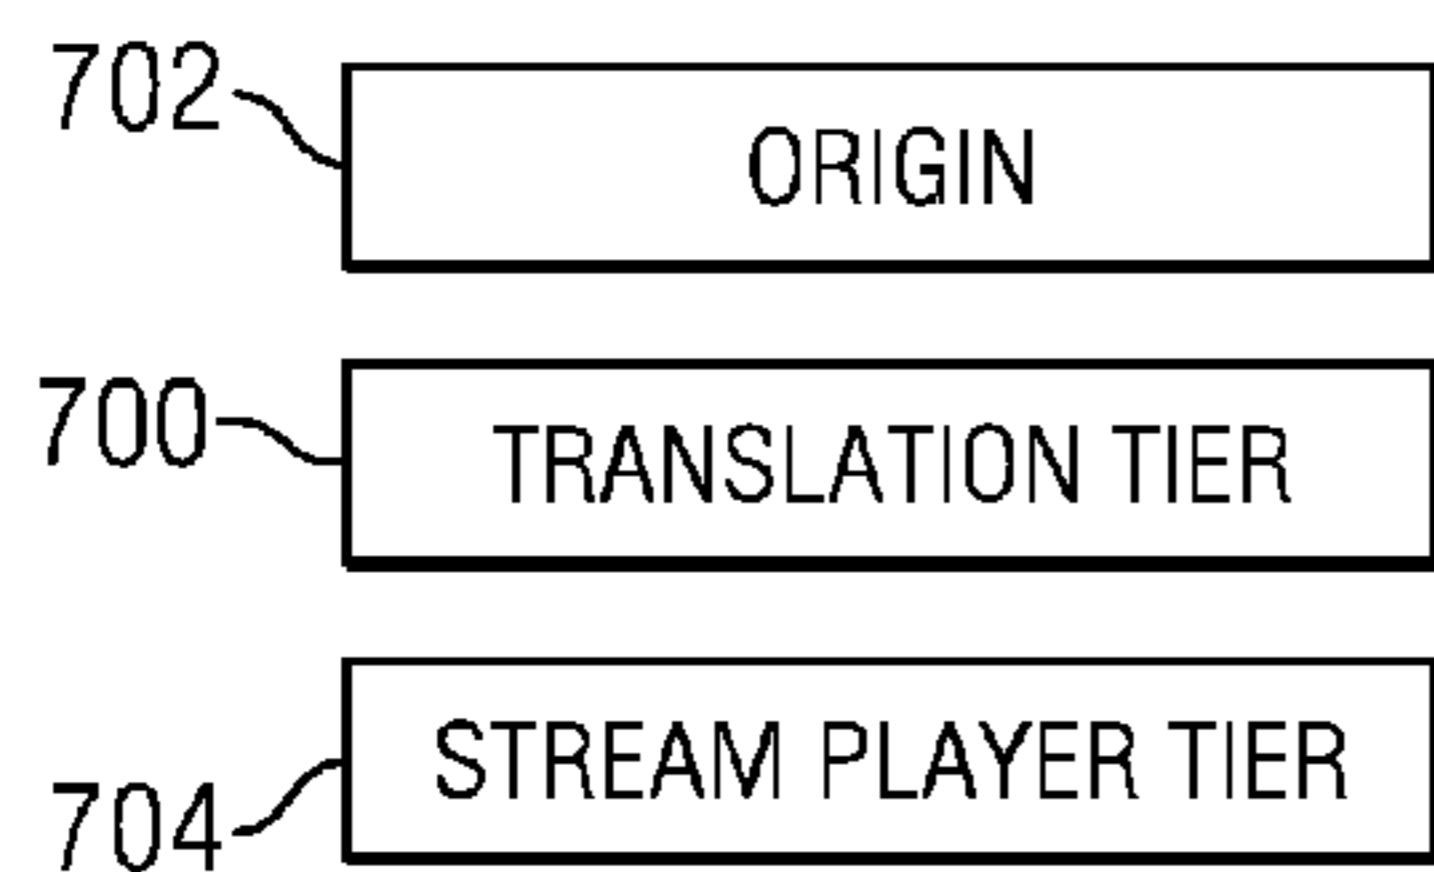 702
ORIGIN
700
TRANSLATION TIER
STREAM PLAYER TIER
704